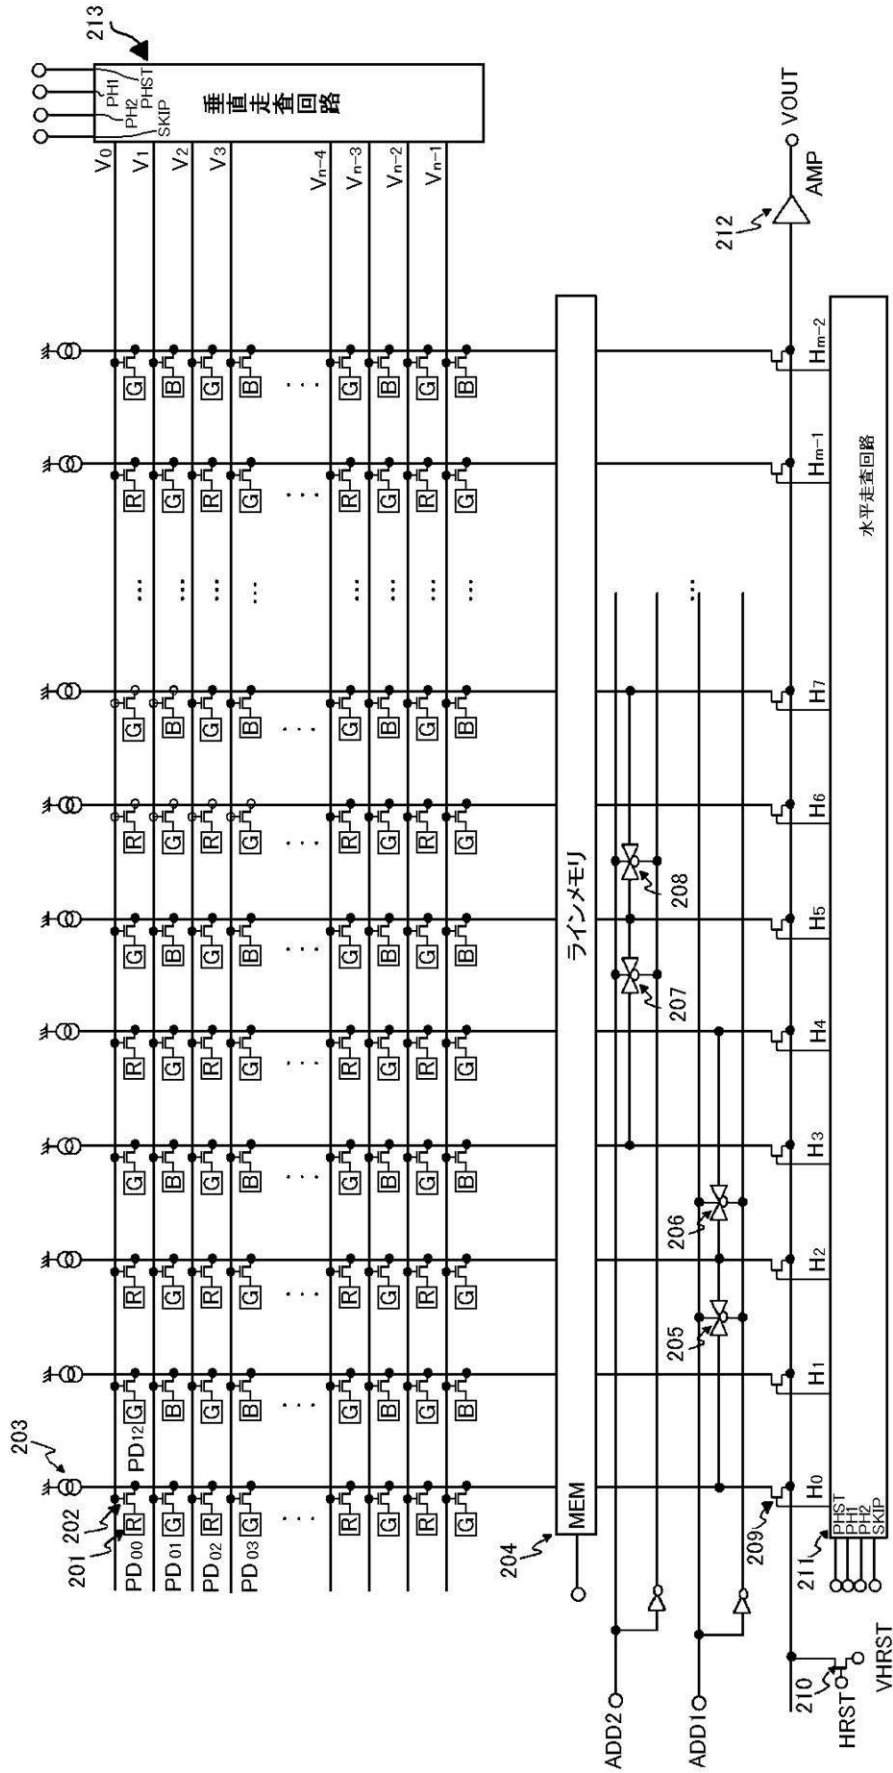 203
213
202
201
PD00 R PD12 G R G R G R G … R G V0
PH1
PH2
PHST
SKIP
PD01 G B G B G B G B … G B V1
PD02 R G R G R G R G … R G V2
PD03 G B G B G B G B … G B V3
垂直走査回路
R G R G R G R G … R G Vn-4
G B G B G B G B … G B Vn-3
R G R G R G R G … R G Vn-2
G B G B G B G B … G B Vn-1
204
MEM
ラインメモリ
ADD2
207
208
ADD1
205
206
…
212
209
210
HRST
VHRST
AMP
VOUT
H0 H1 H2 H3 H4 H5 H6 H7 Hm-1 Hm-2
211
PHST
PH1
PH2
SKIP
水平走査回路